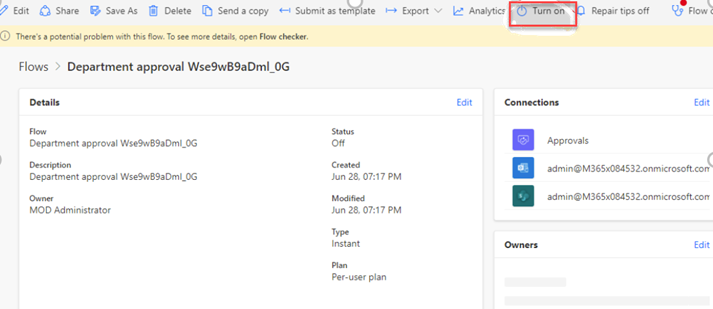 Edit Share Save As Delete Send a copy Submit as template Export Analytics Turn on Repair tips off Flow
There's a potential problem with this flow. To see more details, open Flow checker.
Flows > Department approval Wse9wB9aDml_0G
Details Edit
Flow
Department approval Wse9wB9aDml_0G
Description
Department approval Wse9wB9aDml_0G
Owner
MOD Administrator
Status
Off
Created
Jun 28, 07:17 PM
Modified
Jun 28, 07:17 PM
Type
Instant
Plan
Per-user plan
Connections Edit
Approvals
admin@M365x084532.onmicrosoft.com
admin@M365x084532.onmicrosoft.com
Owners Edit